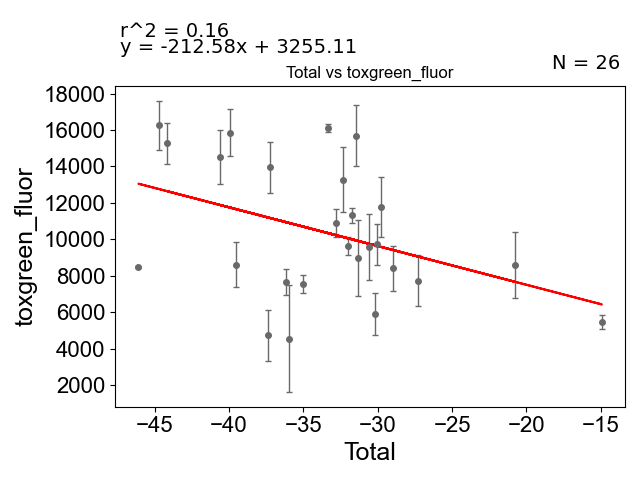 r^2 = 0.16
y = -212.58x + 3255.11
N = 26
Total vs toxgreen_fluor
18000
16000
14000
12000
10000
8000
6000
4000
2000
toxgreen_fluor
−45 −40 −35 −30 −25 −20 −15
Total